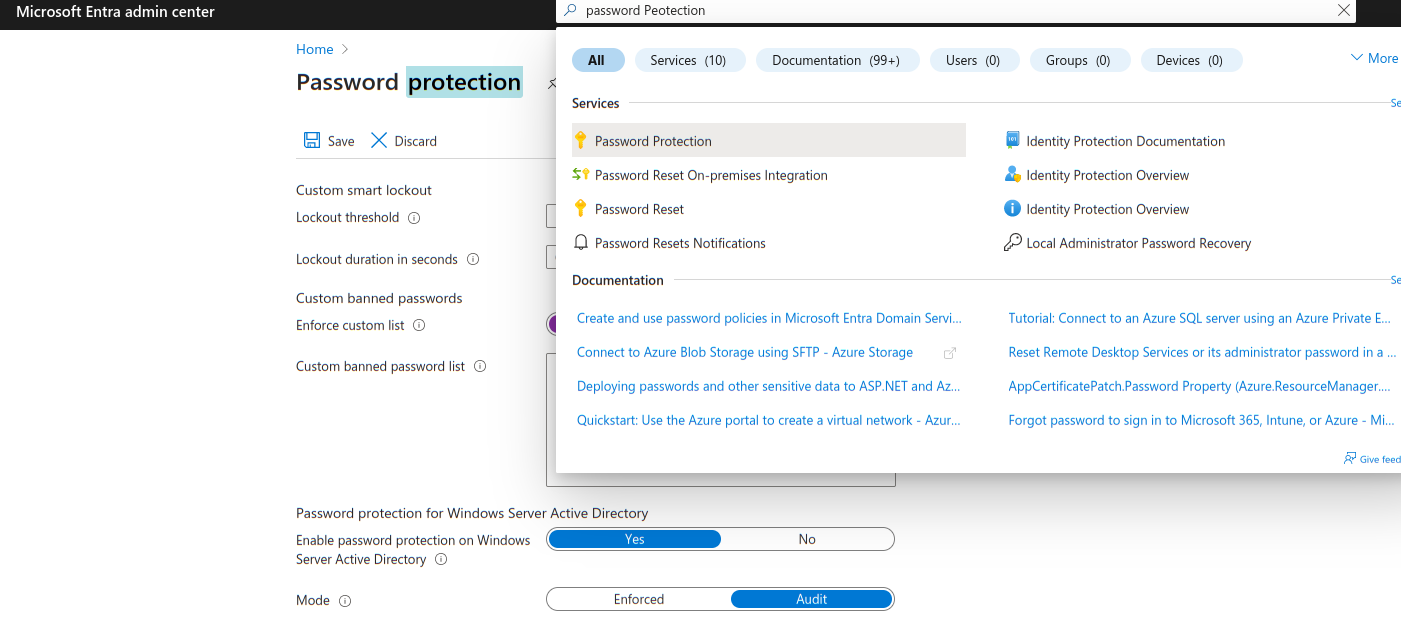 Microsoft Entra admin center
password Peotection
Home
Password protection
Save Discard
Custom smart lockout
Lockout threshold
Lockout duration in seconds
Custom banned passwords
Enforce custom list
Custom banned password list
Password protection for Windows Server Active Directory
Enable password protection on Windows
Server Active Directory
Yes No
Mode
Enforced Audit
All Services (10) Documentation (99+) Users (0) Groups (0) Devices (0) More
Services Se
Password Protection
Password Reset On-premises Integration
Password Reset
Password Resets Notifications
Identity Protection Documentation
Identity Protection Overview
Identity Protection Overview
Local Administrator Password Recovery
Documentation Se
Create and use password policies in Microsoft Entra Domain Servi...
Connect to Azure Blob Storage using SFTP - Azure Storage
Deploying passwords and other sensitive data to ASP.NET and Az...
Quickstart: Use the Azure portal to create a virtual network - Azur...
Tutorial: Connect to an Azure SQL server using an Azure Private E...
Reset Remote Desktop Services or its administrator password in a ...
AppCertificatePatch.Password Property (Azure.ResourceManager....
Forgot password to sign in to Microsoft 365, Intune, or Azure - Mi...
Give feed